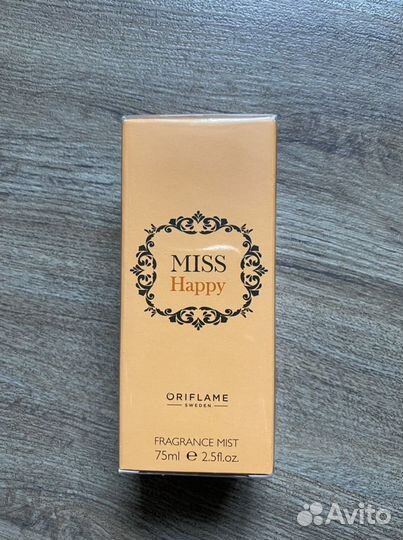 MISS
Happy
ORIFLAME
SWEDEN
FRAGRANCE MIST
75ml e 2.5fl.oz.
Avito